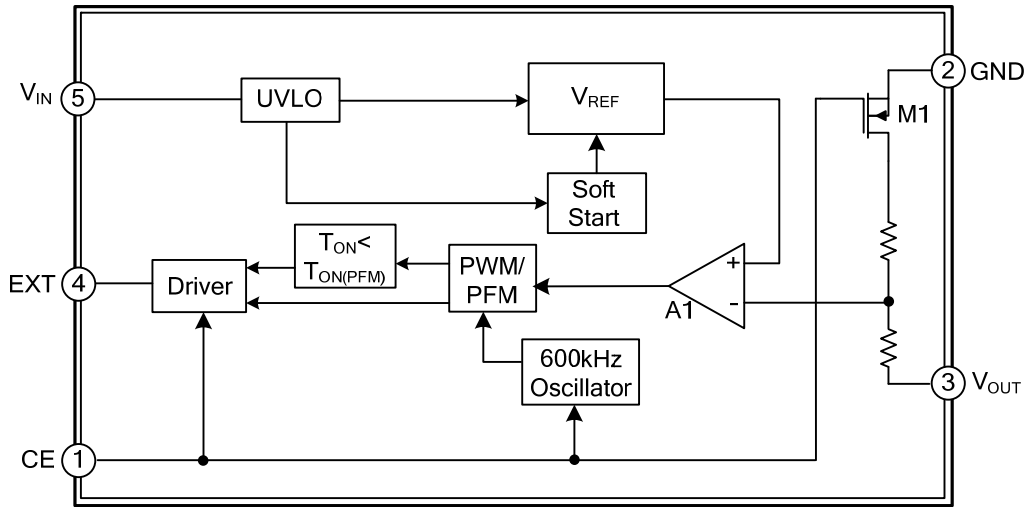 VIN
5
UVLO
VREF
2
GND
M1
Soft
Start
TON<
TON(PFM)
EXT
4
Driver
PWM/
PFM
+
-
A1
600kHz
Oscillator
3
VOUT
CE
1